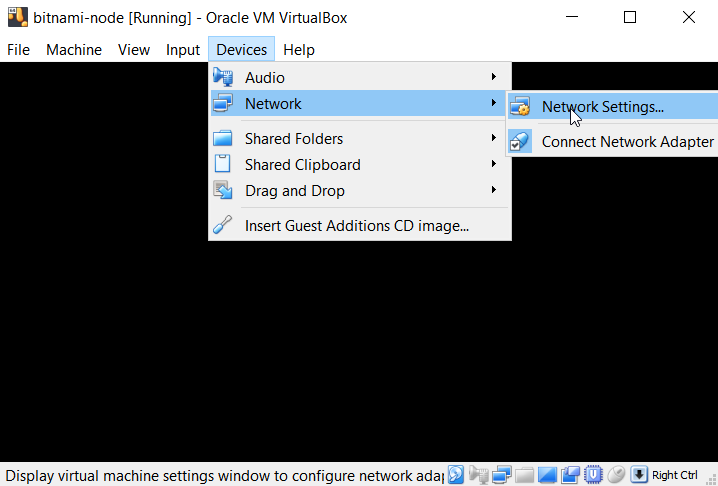 bitnami-node [Running] - Oracle VM VirtualBox
File Machine View Input Devices Help
Audio
Network
Network Settings...
Connect Network Adapter
Shared Folders
Shared Clipboard
Drag and Drop
Insert Guest Additions CD image...
Display virtual machine settings window to configure network adap
Right Ctrl